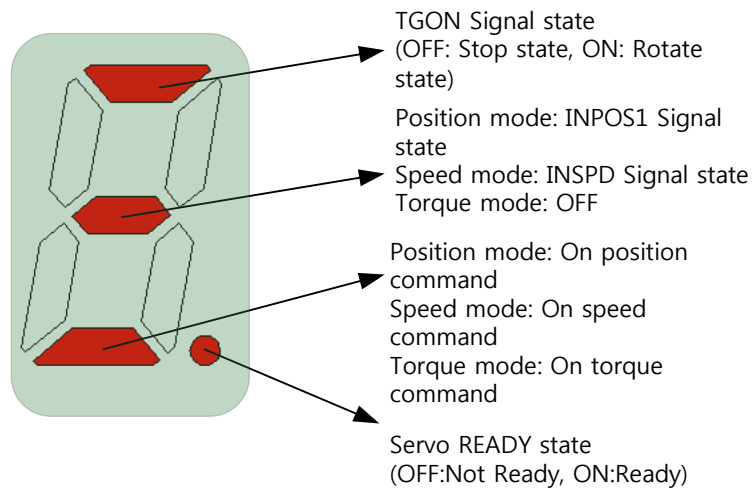 TGON Signal state
(OFF: Stop state, ON: Rotate
state)
Position mode: INPOS1 Signal
state
Speed mode: INSPD Signal state
Torque mode: OFF
Position mode: On position
command
Speed mode: On speed
command
Torque mode: On torque
command
Servo READY state
(OFF:Not Ready, ON:Ready)